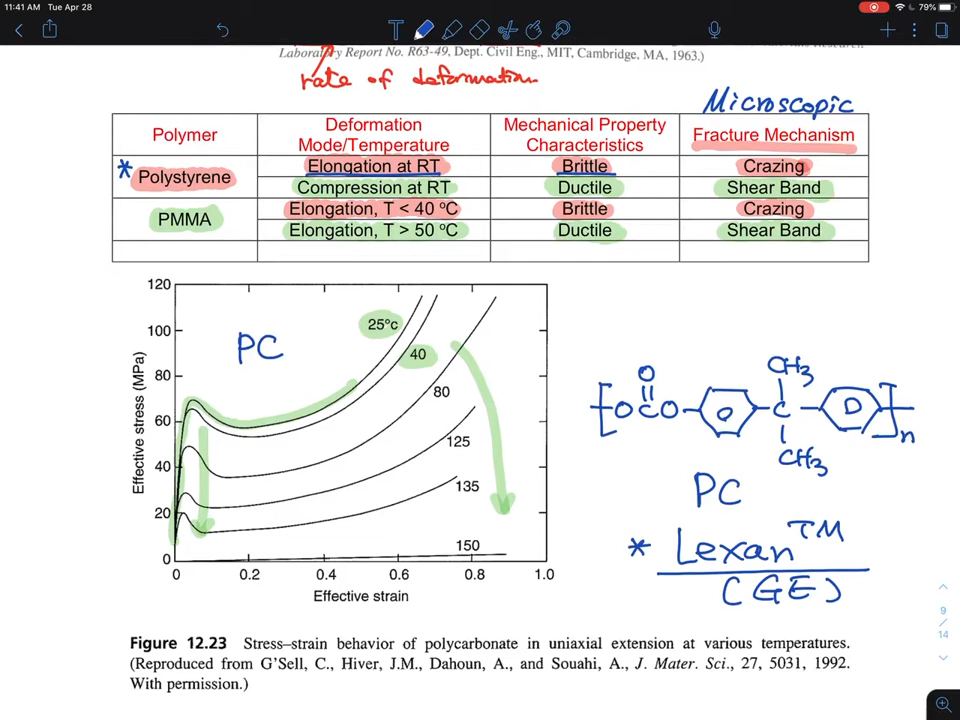 11:41 AM Tue Apr 28
79%
Laboratory Report No. R63-49, Dept. Civil Eng., MIT, Cambridge, MA, 1963.)
rate of deformation
Microscopic
Polymer
Deformation Mode/Temperature
Mechanical Property Characteristics
Fracture Mechanism
* Polystyrene
Elongation at RT
Brittle
Crazing
Compression at RT
Ductile
Shear Band
PMMA
Elongation, T < 40 °C
Brittle
Crazing
Elongation, T > 50 °C
Ductile
Shear Band
120
100
80
60
40
20
0
Effective stress (MPa)
PC
25°c
40
80
125
135
150
0 0.2 0.4 0.6 0.8 1.0
Effective strain
CH3
O
O C O
C
n
CH3
PC
* Lexan TM
(GE)
9
/
14
Figure 12.23 Stress–strain behavior of polycarbonate in uniaxial extension at various temperatures.
(Reproduced from G'Sell, C., Hiver, J.M., Dahoun, A., and Souahi, A., J. Mater. Sci., 27, 5031, 1992.
With permission.)